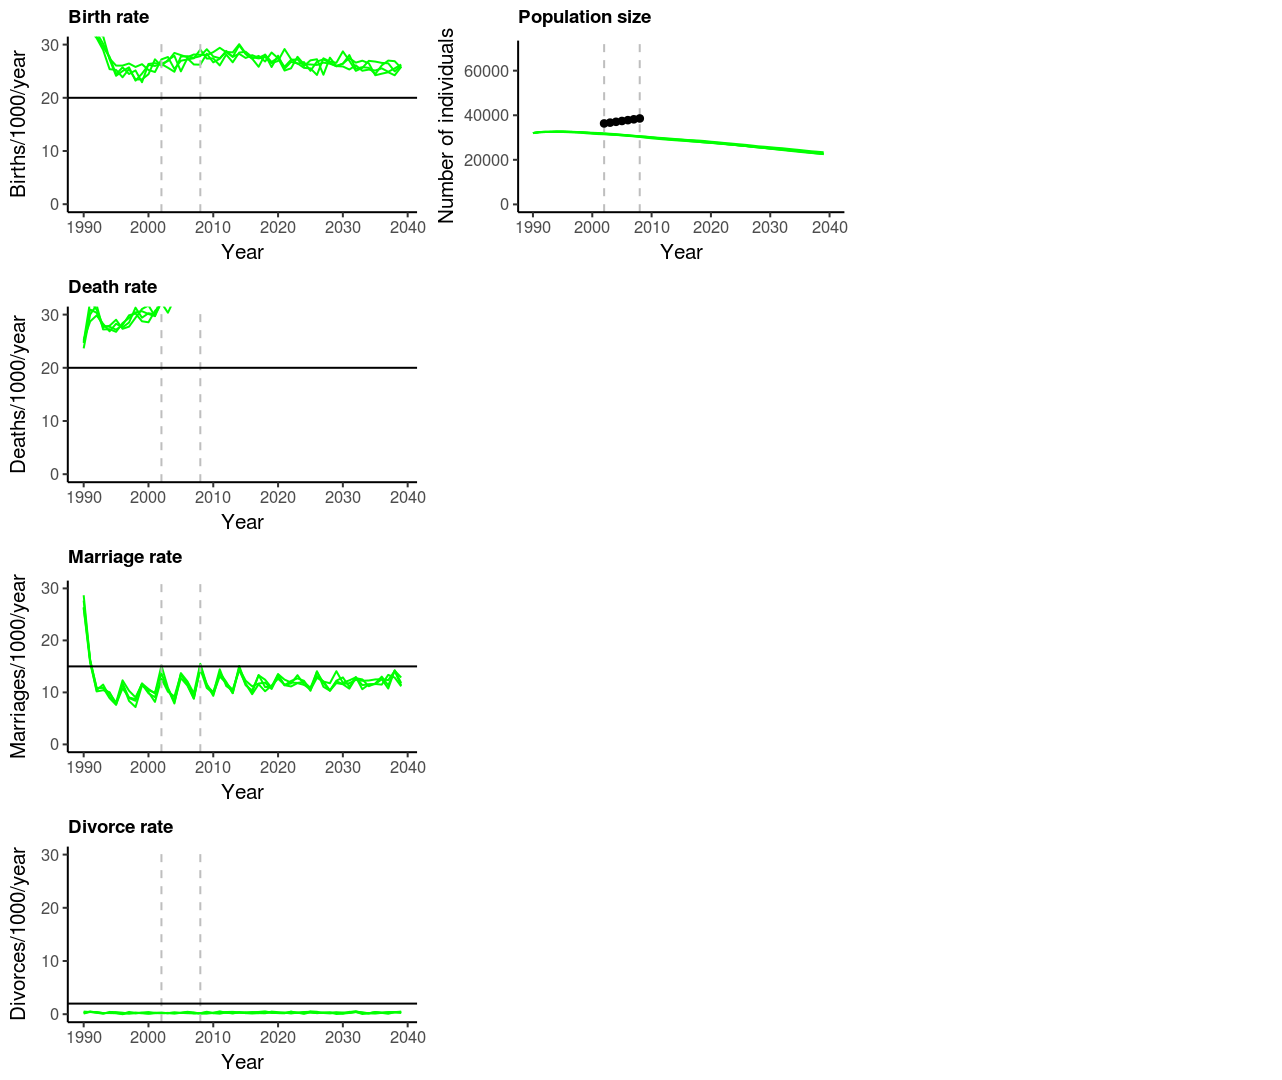 Birth rate
Births/1000/year
30
20
10
0
1990 2000 2010 2020 2030 2040
Year
Population size
Number of individuals
60000
40000
20000
0
1990 2000 2010 2020 2030 2040
Year
Death rate
Deaths/1000/year
30
20
10
0
1990 2000 2010 2020 2030 2040
Year
Marriage rate
Marriages/1000/year
30
20
10
0
1990 2000 2010 2020 2030 2040
Year
Divorce rate
Divorces/1000/year
30
20
10
0
1990 2000 2010 2020 2030 2040
Year